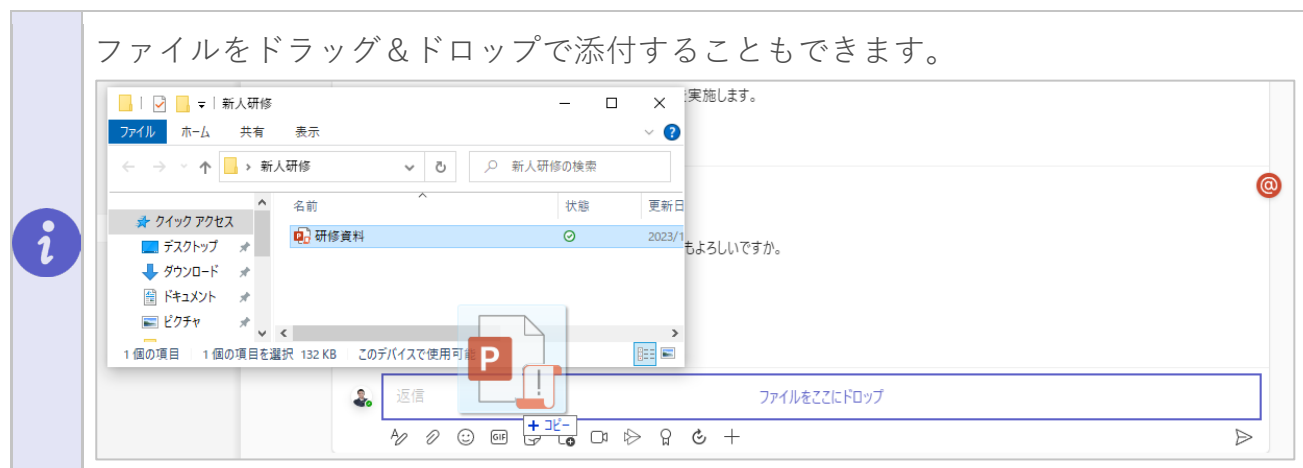 ファイルをドラッグ＆ドロップで添付することもできます。
新人研修
実施します。
ファイル ホーム 共有 表示
新人研修 新人研修の検索
名前 状態 更新日
クイック アクセス
研修資料 2023/1
デスクトップ
もよろしいですか。
ダウンロード
ドキュメント
ピクチャ
1 個の項目 1 個の項目を選択 132 KB このデバイスで使用可能
P
返信 ファイルをここにドロップ
+ コピー
GIF